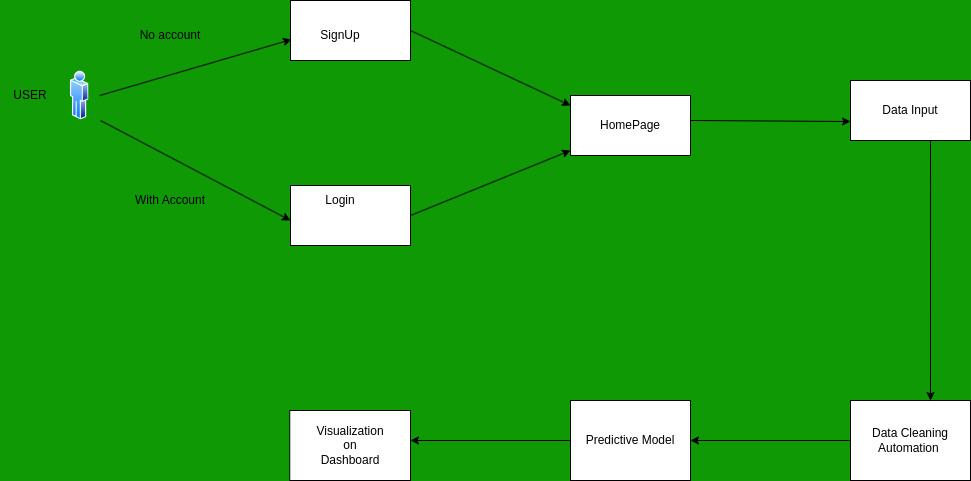 No account
SignUp
USER
HomePage
Data Input
With Account
Login
Visualization
on
Dashboard
Predictive Model
Data Cleaning
Automation